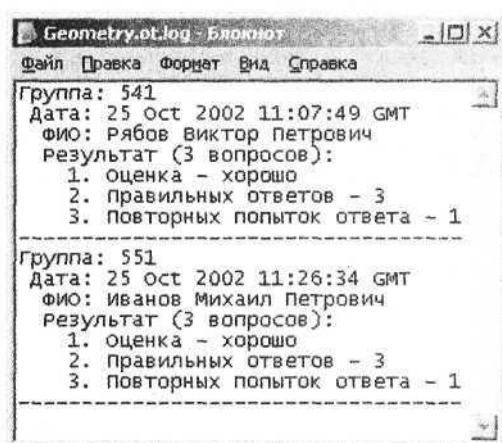 Geometry.ot.log - Блокнот
Файл Правка Формат Вид Справка
Группа: 541
Дата: 25 Oct 2002 11:07:49 GMT
ФИО: Рябов Виктор Петрович
Результат (3 вопросов):
1. Оценка - хорошо
2. Правильных ответов - 3
3. Повторных попыток ответа - 1
--------------------------------------
Группа: 551
Дата: 25 Oct 2002 11:26:34 GMT
ФИО: Иванов Михаил Петрович
Результат (3 вопросов):
1. Оценка - хорошо
2. Правильных ответов - 3
3. Повторных попыток ответа - 1
--------------------------------------